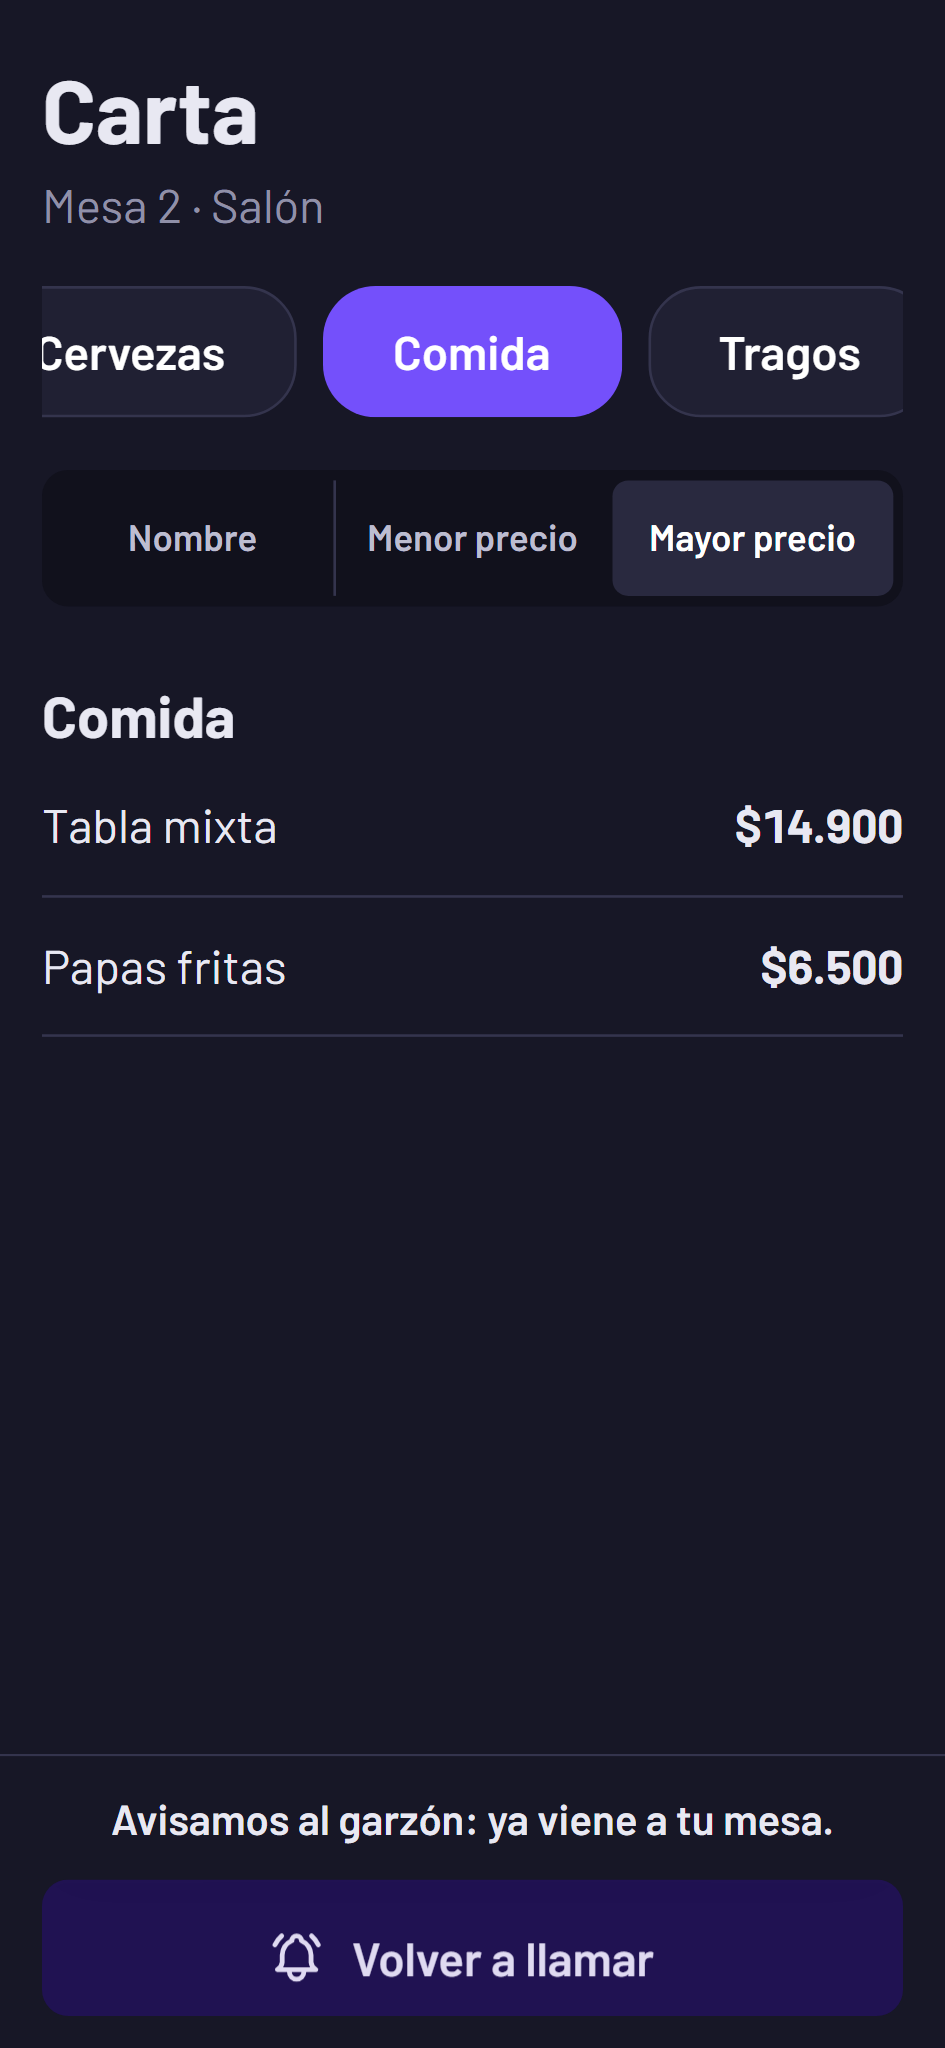 Carta
Mesa 2 · Salón
Cervezas Comida Tragos
Nombre Menor precio Mayor precio
Comida
Tabla mixta $14.900
Papas fritas $6.500
Avisamos al garzón: ya viene a tu mesa.
Volver a llamar